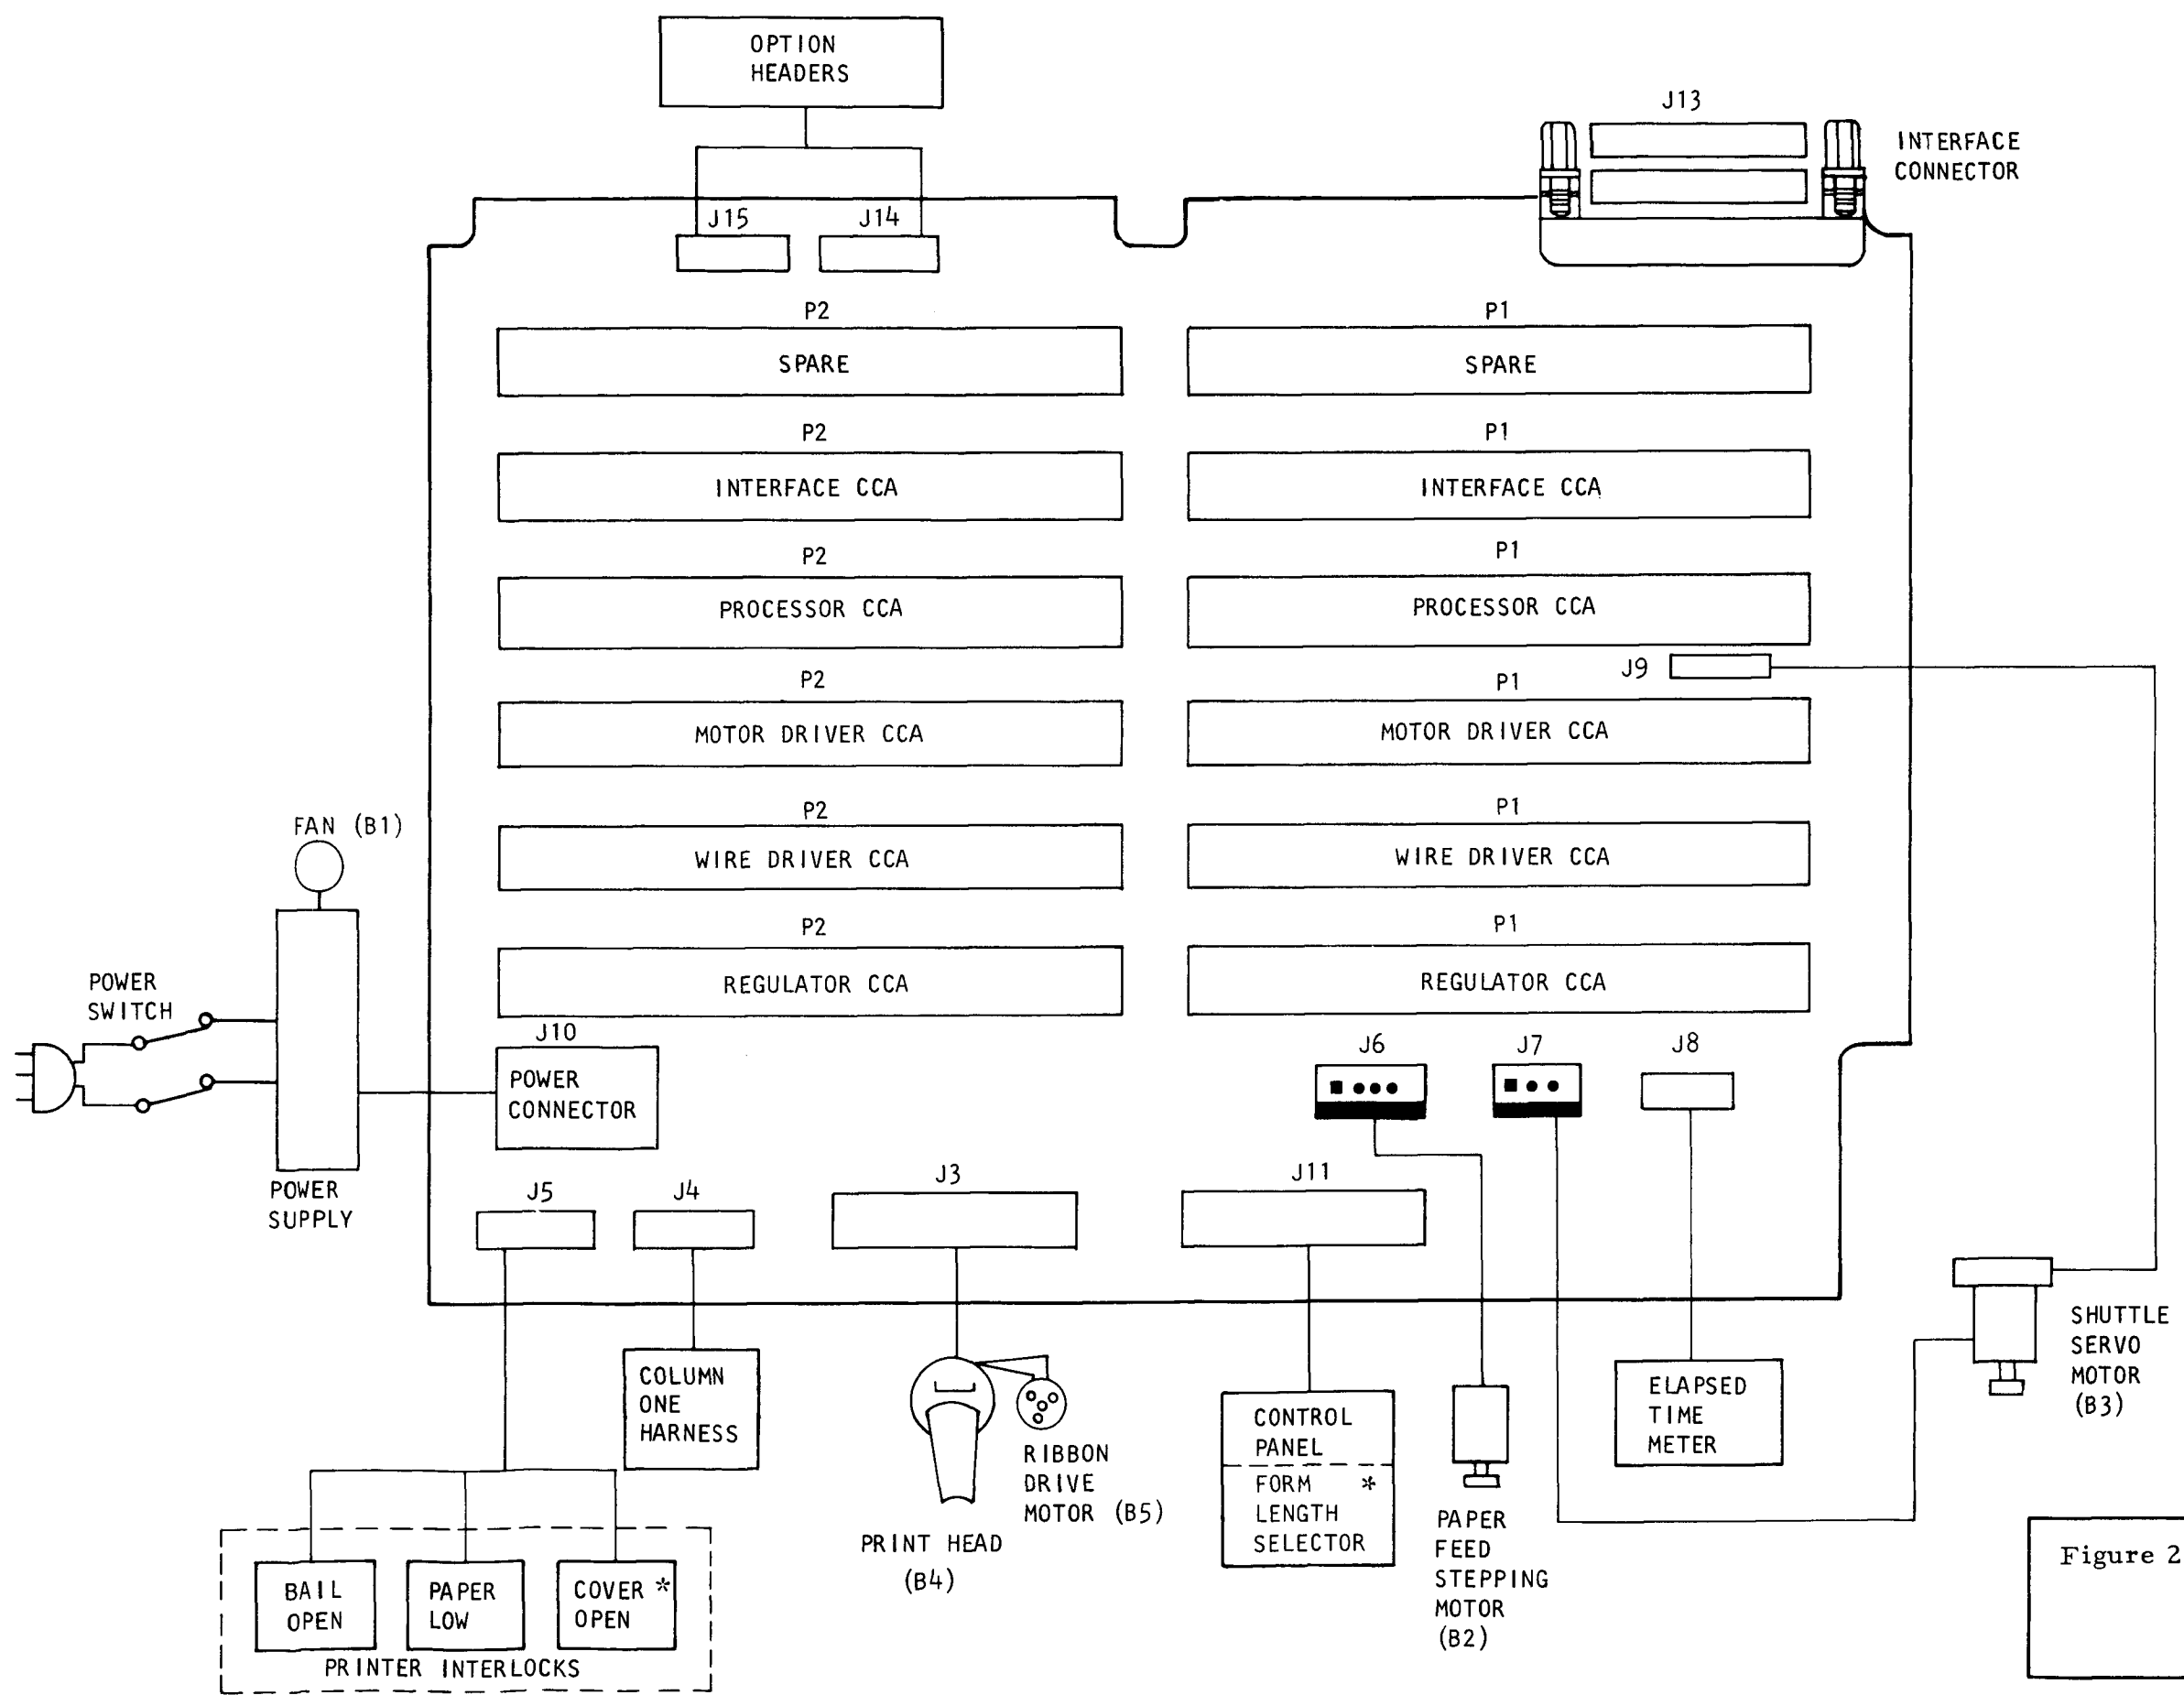 OPTION
HEADERS
J13
INTERFACE
CONNECTOR
J15
J14
P2
P1
SPARE
SPARE
P2
P1
INTERFACE CCA
INTERFACE CCA
P2
P1
PROCESSOR CCA
PROCESSOR CCA
J9
P2
P1
MOTOR DRIVER CCA
MOTOR DRIVER CCA
P2
P1
WIRE DRIVER CCA
WIRE DRIVER CCA
FAN (B1)
P2
P1
REGULATOR CCA
REGULATOR CCA
POWER
SWITCH
J10
POWER
CONNECTOR
J6
J7
J8
POWER
SUPPLY
J5
J4
J3
J11
COLUMN
ONE
HARNESS
RIBBON
DRIVE
MOTOR (B5)
PRINT HEAD
(B4)
CONTROL
PANEL
FORM *
LENGTH
SELECTOR
PAPER
FEED
STEPPING
MOTOR
(B2)
ELAPSED
TIME
METER
SHUTTLE
SERVO
MOTOR
(B3)
BAIL
OPEN
PAPER
LOW
COVER *
OPEN
PRINTER INTERLOCKS
Figure 2